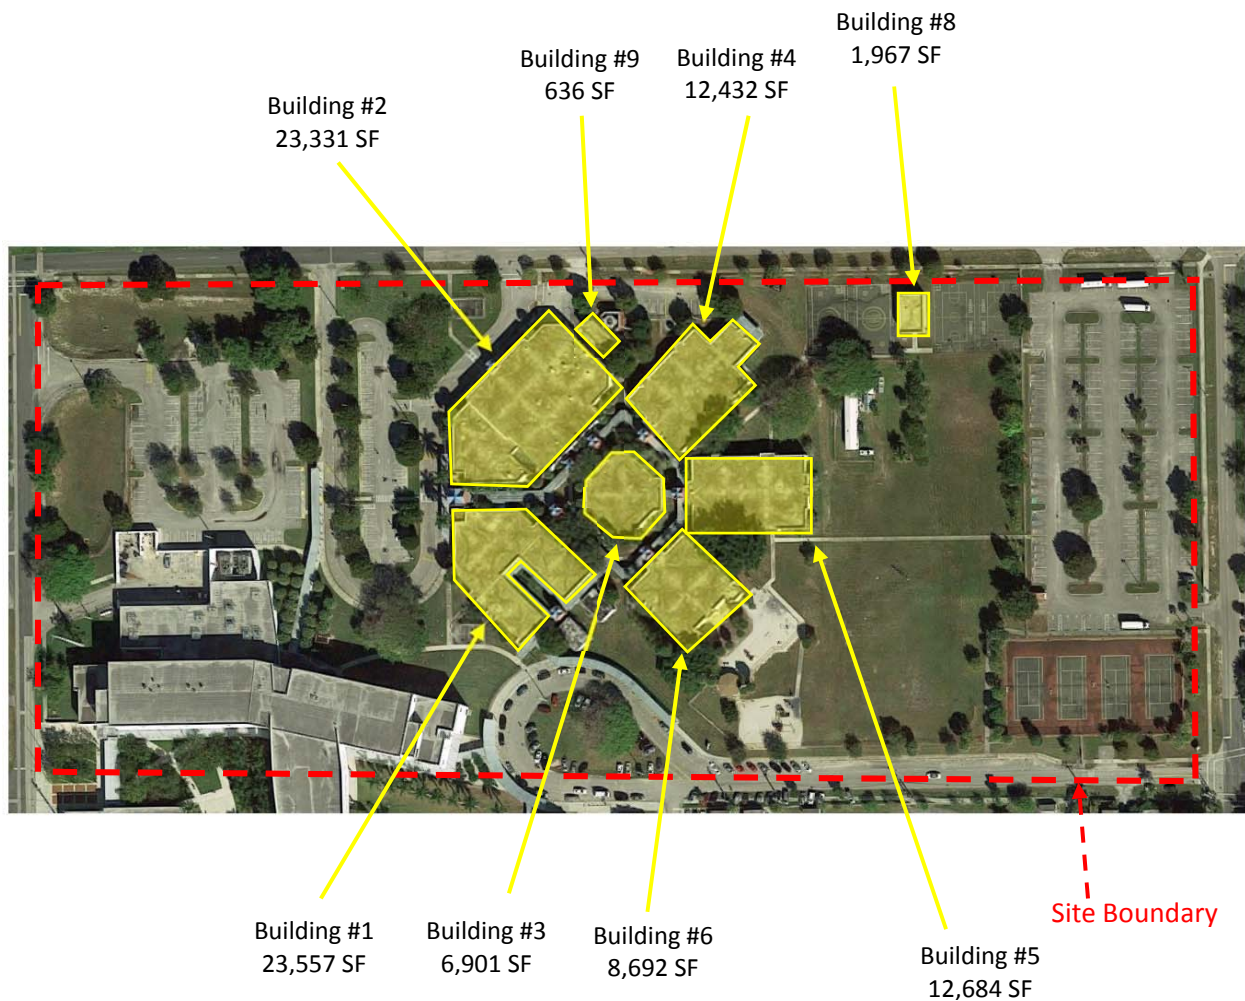 Building #8
1,967 SF
Building #9
636 SF
Building #4
12,432 SF
Building #2
23,331 SF
Site Boundary
Building #1
23,557 SF
Building #3
6,901 SF
Building #6
8,692 SF
Building #5
12,684 SF